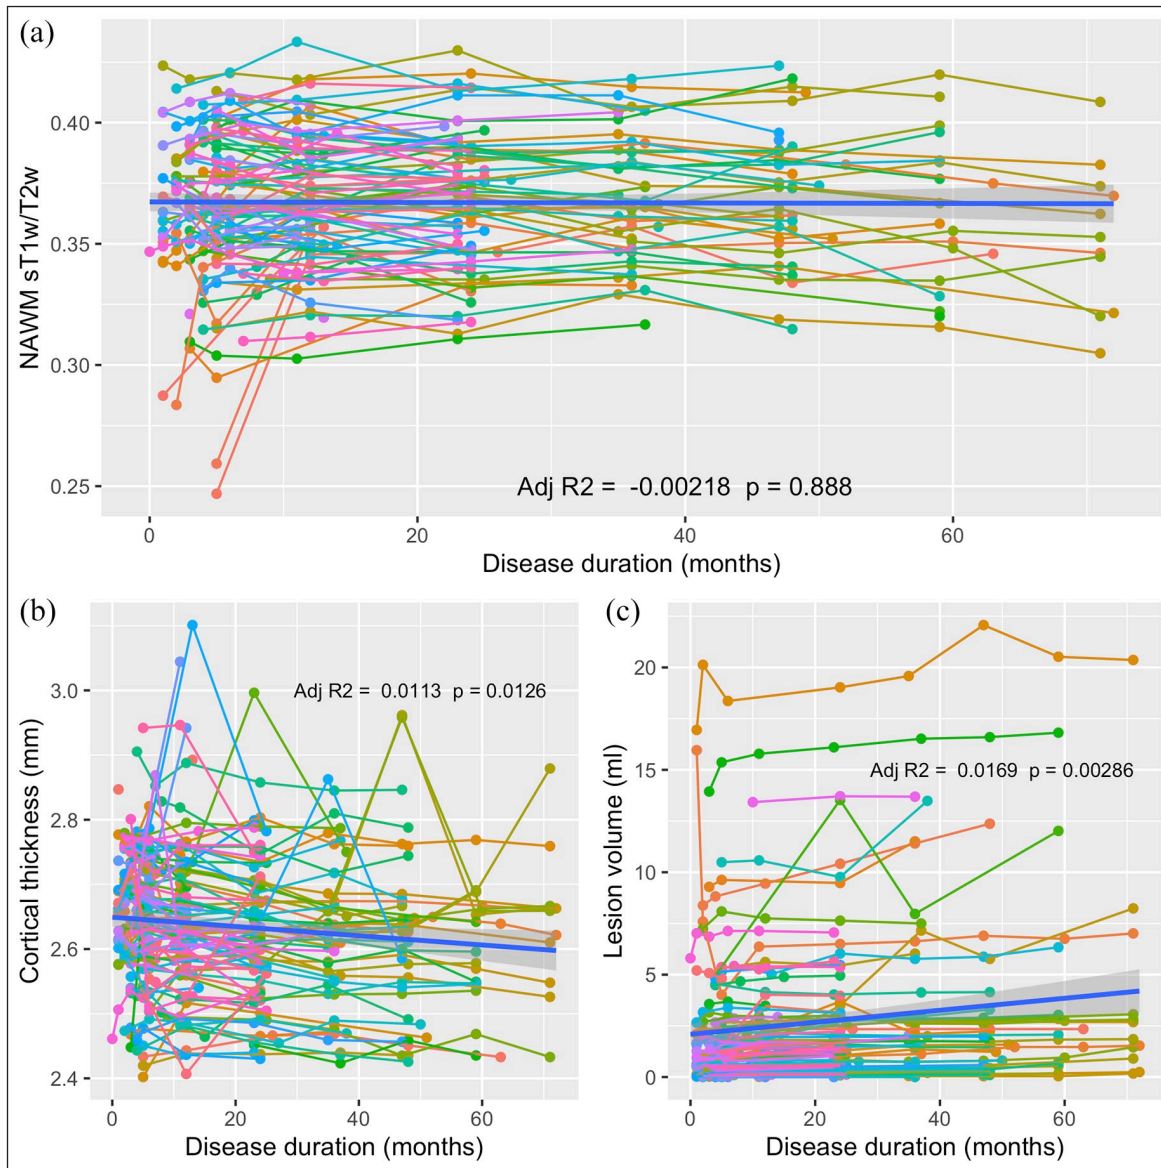 (a)
NAWM sT1w/T2w
0.40
0.35
0.30
0.25
Adj R2 =  -0.00218  p = 0.888
0
20
40
60
Disease duration (months)
(b)
Cortical thickness (mm)
3.0
2.8
2.6
2.4
Adj R2 =  0.0113  p = 0.0126
0
20
40
60
Disease duration (months)
(c)
Lesion volume (ml)
20
15
10
5
0
Adj R2 =  0.0169  p = 0.00286
0
20
40
60
Disease duration (months)